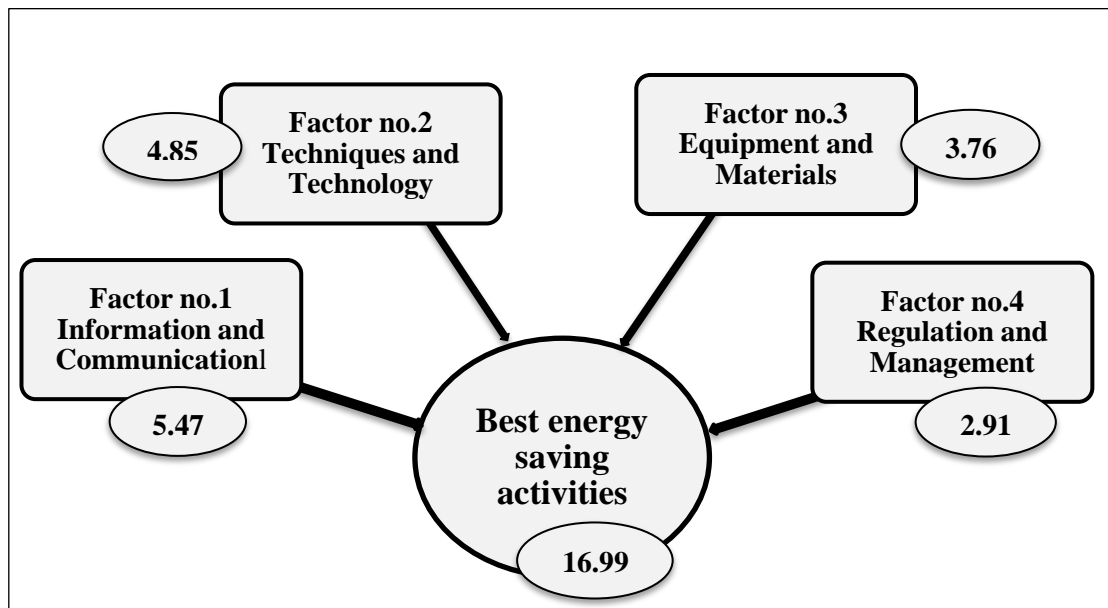 Factor no.1
Information and
Communicationl
5.47
Factor no.2
Techniques and
Technology
4.85
Factor no.3
Equipment and
Materials
3.76
Factor no.4
Regulation and
Management
2.91
Best energy
saving
activities
16.99